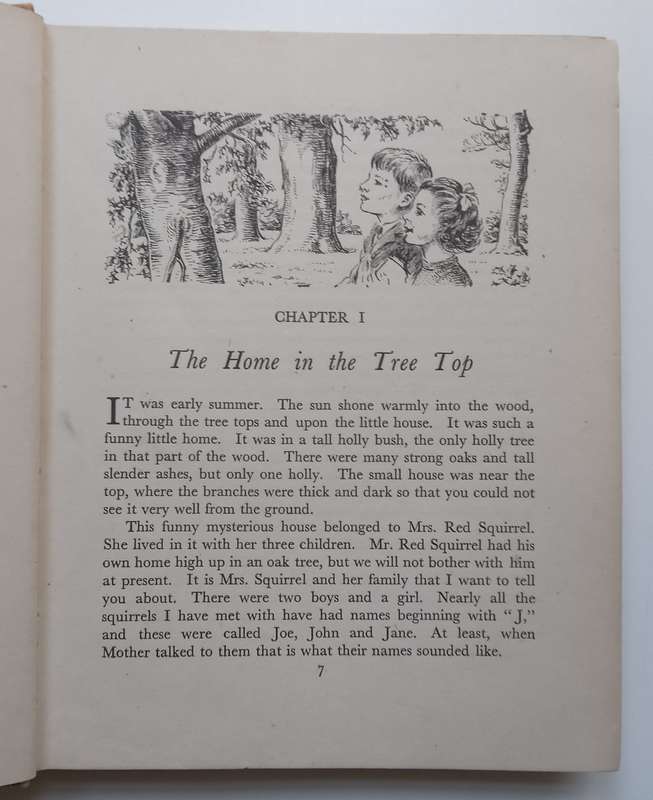 CHAPTER I
The Home in the Tree Top
IT was early summer. The sun shone warmly into the wood,
through the tree tops and upon the little house. It was such a
funny little home. It was in a tall holly bush, the only holly tree
in that part of the wood. There were many strong oaks and tall
slender ashes, but only one holly. The small house was near the
top, where the branches were thick and dark so that you could not
see it very well from the ground.
This funny mysterious house belonged to Mrs. Red Squirrel.
She lived in it with her three children. Mr. Red Squirrel had his
own home high up in an oak tree, but we will not bother with him
at present. It is Mrs. Squirrel and her family that I want to tell
you about. There were two boys and a girl. Nearly all the
squirrels I have met with have had names beginning with “J,”
and these were called Joe, John and Jane. At least, when
Mother talked to them that is what their names sounded like.
7